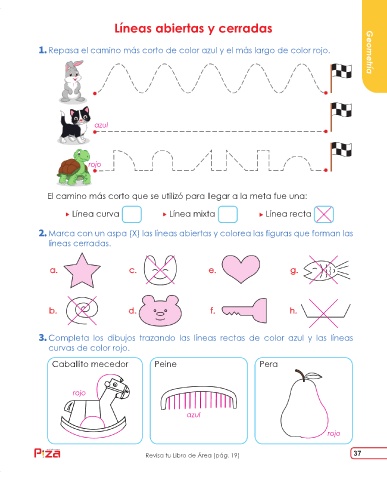 Líneas abiertas y cerradas
Geometría
1. Repasa el camino más corto de color azul y el más largo de color rojo.
azul
rojo
El camino más corto que se utilizó para llegar a la meta fue una:
Línea curva
Línea mixta
Línea recta
2. Marca con un aspa (X) las líneas abiertas y colorea las figuras que forman las
líneas cerradas.
a.
c.
e.
g.
b.
d.
f.
h.
3. Completa los dibujos trazando las líneas rectas de color azul y las líneas
curvas de color rojo.
Caballito mecedor
Peine
Pera
rojo
azul
rojo
Piza
Revisa tu Libro de Área (pág. 19)
37